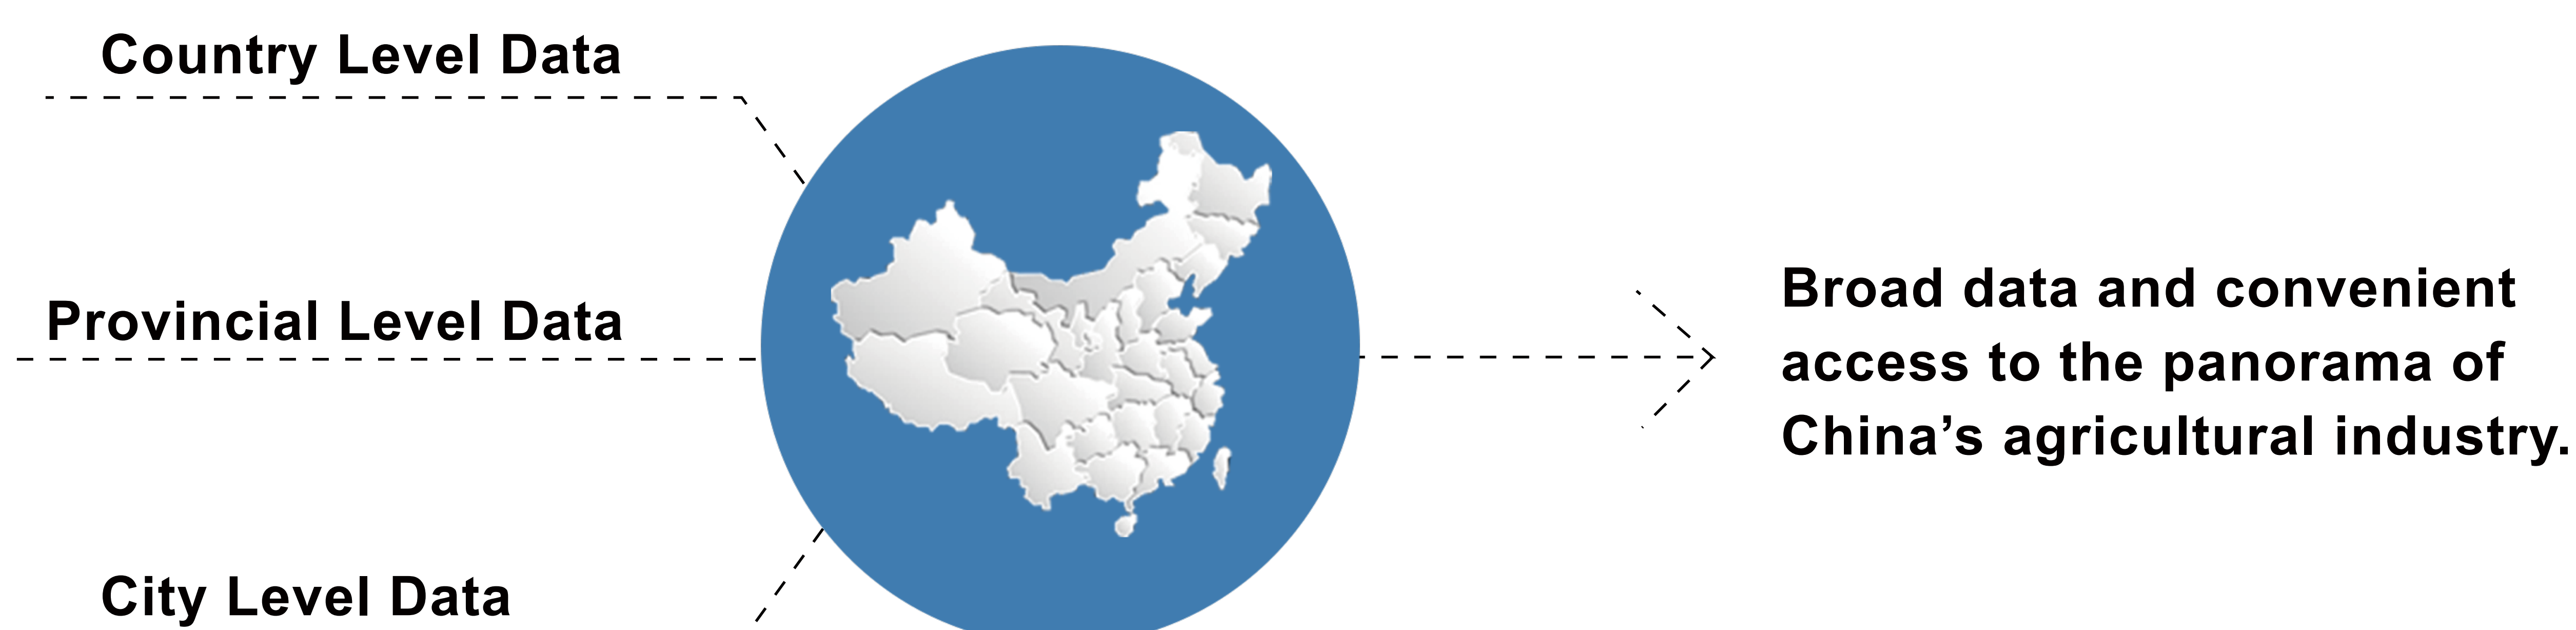 Country Level Data
Provincial Level Data
City Level Data
Broad data and convenient
access to the panorama of
China’s agricultural industry.